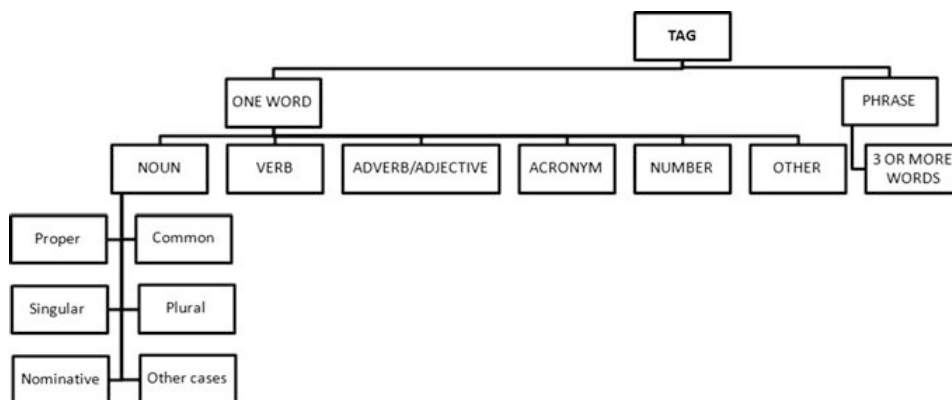 TAG
ONE WORD
PHRASE
NOUN
VERB
ADVERB/ADJECTIVE
ACRONYM
NUMBER
OTHER
3 OR MORE
WORDS
Proper
Common
Singular
Plural
Nominative
Other cases